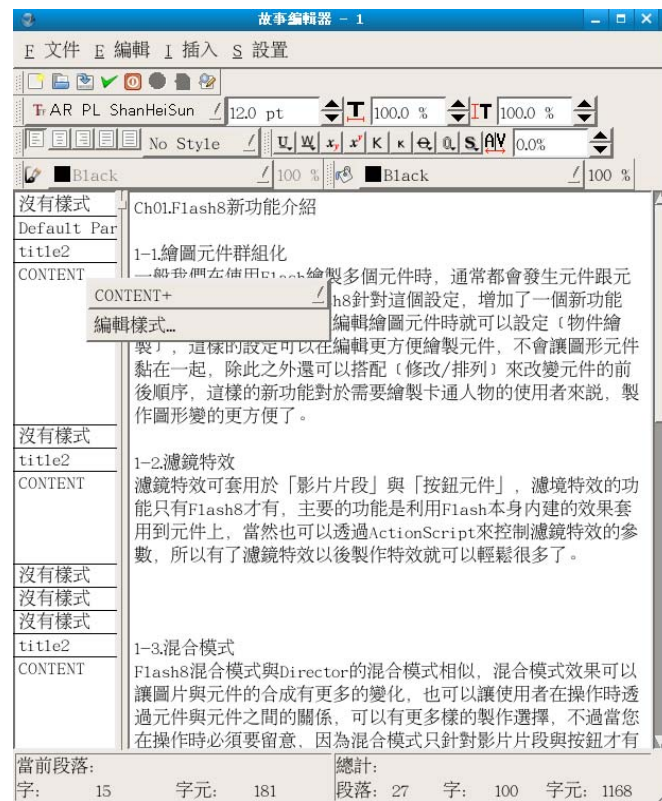 故事編輯器 - 1
F 文件 E 編輯 I 插入 S 設置
AR PL ShanHeiSun 12.0 pt 100.0 % 100.0 %
No Style U W K K 0.0%
Black 100 % Black 100 %
沒有樣式
Ch01.Flash8新功能介紹
Default Par
title2
1-1.繪圖元件群組化
CONTENT
一般我們在使用Flash繪製多個元件時，通常都會發生元件跟元
CONTENT+
h8針對這個設定，增加了一個新功能
編輯樣式…
編輯繪圖元件時就可以設定〔物件繪
製〕，這樣的設定可以在編輯更方便繪製元件，不會讓圖形元件
黏在一起，除此之外還可以搭配〔修改/排列〕來改變元件的前
後順序，這樣的新功能對於需要繪製卡通人物的使用者來說，製
作圖形變的更方便了。
沒有樣式
title2
1-2.濾鏡特效
CONTENT
濾鏡特效可套用於「影片片段」與「按鈕元件」，濾境特效的功
能只有Flash8才有，主要的功能是利用Flash本身內建的效果套
用到元件上，當然也可以透過ActionScript來控制濾鏡特效的參
數，所以有了濾鏡特效以後製作特效就可以輕鬆很多了。
沒有樣式
沒有樣式
沒有樣式
title2
1-3.混合模式
CONTENT
Flash8混合模式與Director的混合模式相似，混合模式效果可以
讓圖片與元件的合成有更多的變化，也可以讓使用者在操作時透
過元件與元件之間的關係，可以有更多樣的製作選擇，不過當您
在操作時必須要留意，因為混合模式只針對影片片段與按鈕才有
當前段落: 總計:
字: 15 字元: 181 段落: 27 字: 100 字元: 1168